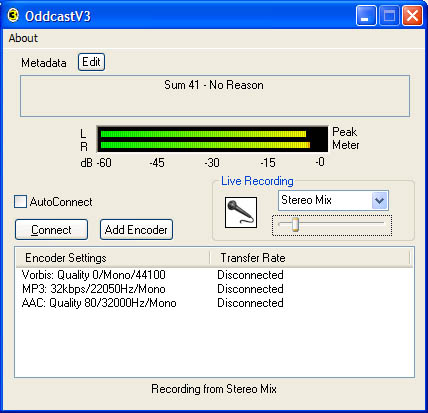 OddcastV3
About
Metadata Edit
Sum 41 - No Reason
L Peak
R Meter
dB -60 -45 -30 -15 -0
Live Recording
AutoConnect
Stereo Mix
Connect Add Encoder
Encoder Settings Transfer Rate
Vorbis: Quality 0/Mono/44100 Disconnected
MP3: 32kbps/22050Hz/Mono Disconnected
AAC: Quality 80/32000Hz/Mono Disconnected
Recording from Stereo Mix